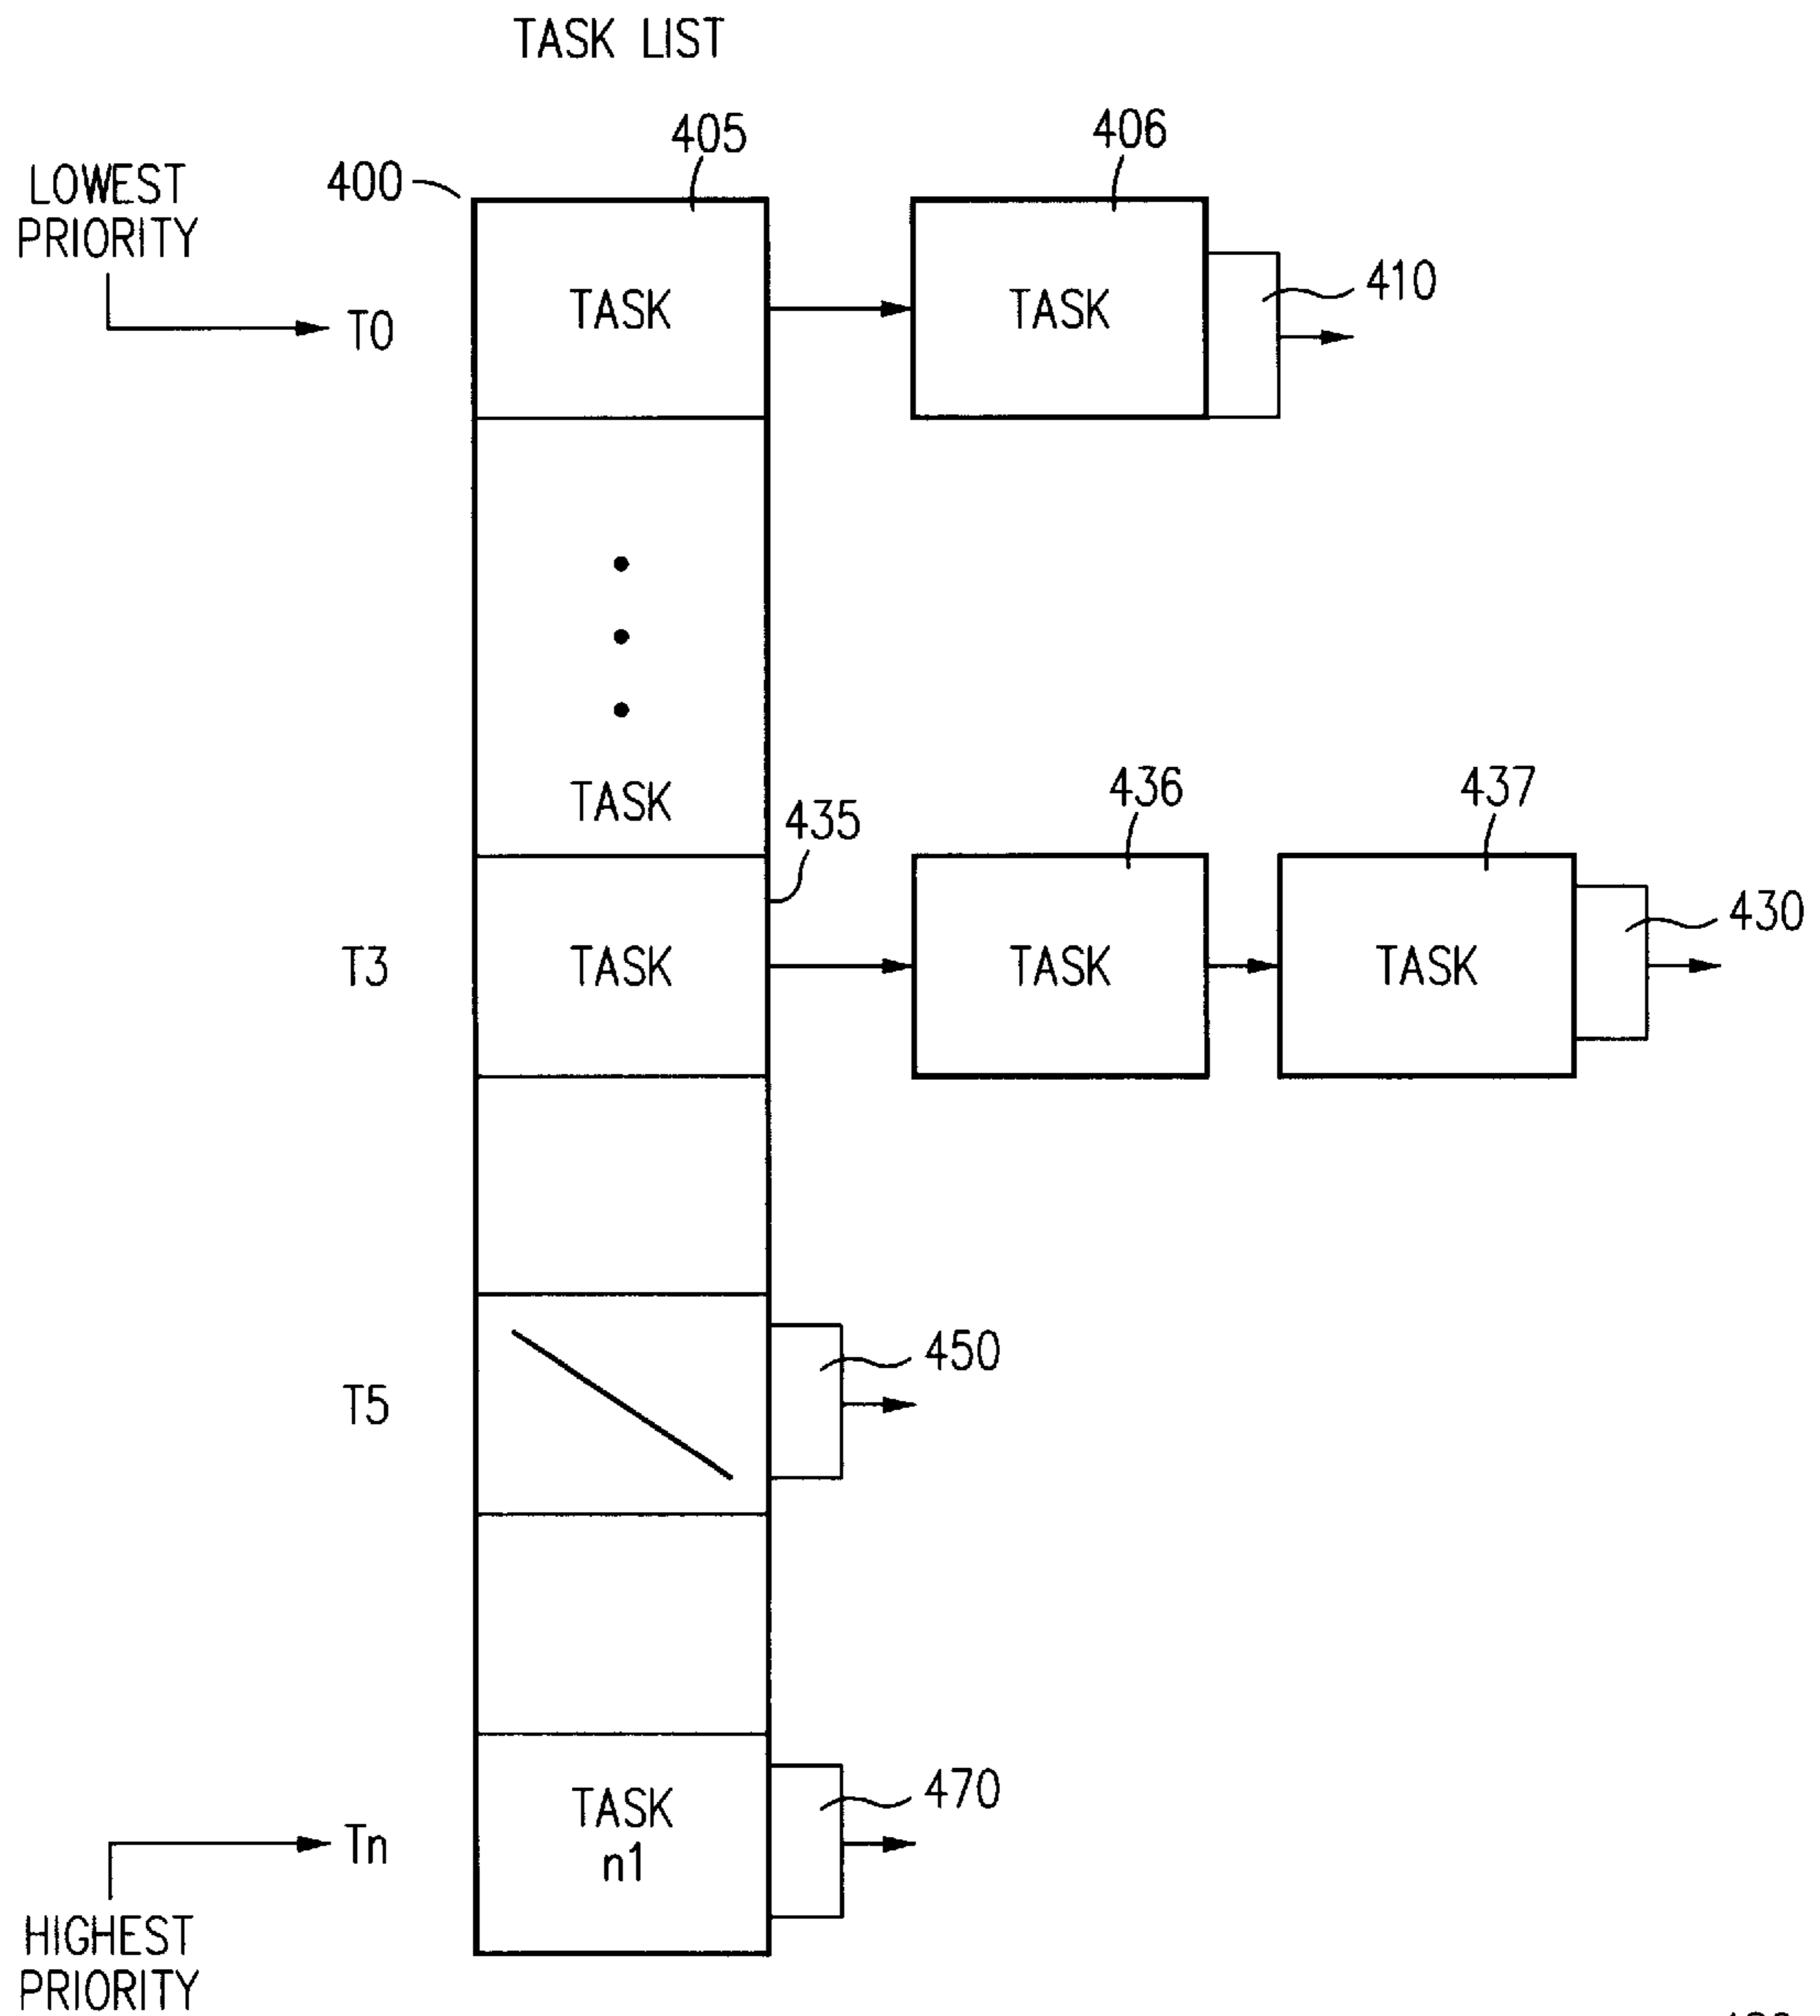 TASK LIST
405
406
400
LOWEST
PRIORITY
TASK
TASK
410
T0
TASK
435
436
437
430
T3
TASK
TASK
TASK
450
T5
470
TASK
n1
Tn
HIGHEST
PRIORITY